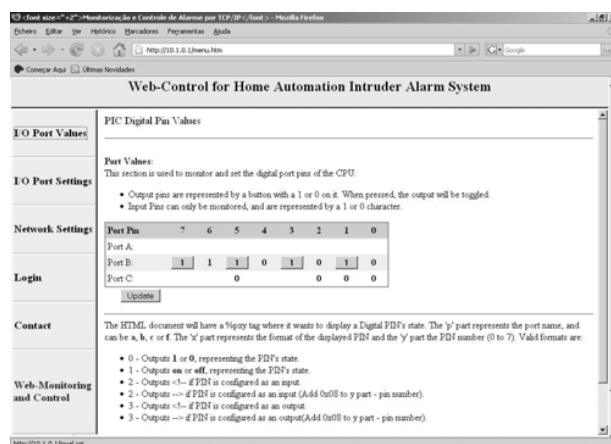 <font size="+2">Monitorização e Controle de Alarme por TCP/IP</font> - Mozilla Firefox
Ficheiro Editar Ver Histórico Marcadores Ferramentas Ajuda
http://10.1.0.1/menu.htm
Google
Começar Aqui Últimas Novidades
Web-Control for Home Automation Intruder Alarm System
I/O Port Values
I/O Port Settings
Network Settings
Login
Contact
Web-Monitoring
and Control
PIC Digital Pin Values
Port Values:
This section is used to monitor and set the digital port pins of the CPU.
• Output pins are represented by a button with a 1 or 0 on it. When pressed, the output will be toggled.
• Input Pins can only be monitored, and are represented by a 1 or 0 character.
Port Pin 7 6 5 4 3 2 1 0
Port A:
Port B: 1 1 1 0 1 0 1 0
Port C: 0 0 0 0
Update
The HTML document will have a %pxy tag where it wants to display a Digital PIN's state. The 'p' part represents the port name, and
can be a, b, c or f. The 'x' part represents the format of the displayed PIN and the 'y' part the PIN number (0 to 7). Valid formats are:
• 0 - Outputs 1 or 0, representing the PIN's state.
• 1 - Outputs on or off, representing the PIN's state.
• 2 - Outputs <!-- if PIN is configured as an input.
• 2 - Outputs --> if PIN is configured as an input (Add 0x08 to y part - pin number).
• 3 - Outputs <!-- if PIN is configured as an output.
• 3 - Outputs --> if PIN is configured as an output(Add 0x08 to y part - pin number).